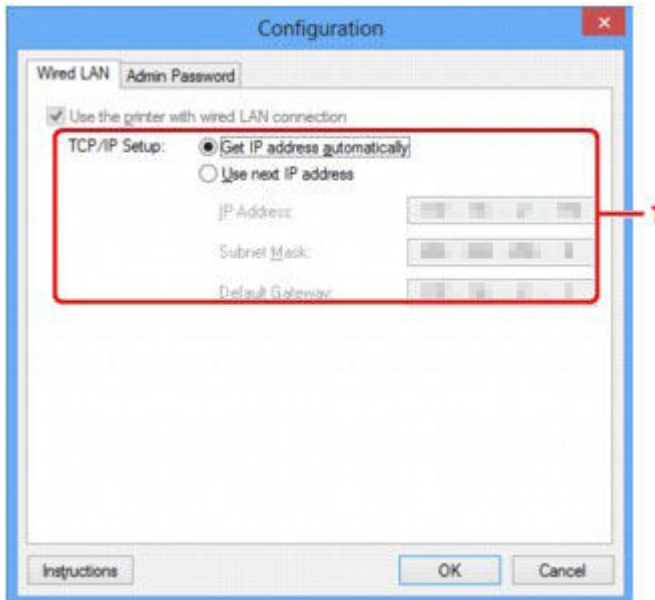 Configuration
Wired LAN Admin Password
Use the printer with wired LAN connection
TCP/IP Setup: Get IP address automatically
Use next IP address
IP Address:
Subnet Mask:
Default Gateway:
1
Instructions OK Cancel